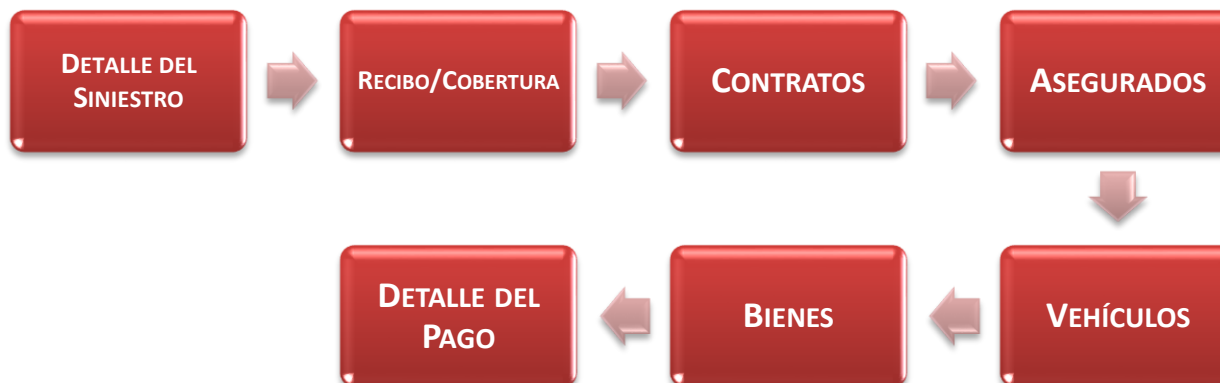 DETALLE DEL
SINIESTRO
RECIBO/COBERTURA
CONTRATOS
ASEGURADOS
VEHÍCULOS
BIENES
DETALLE DEL
PAGO